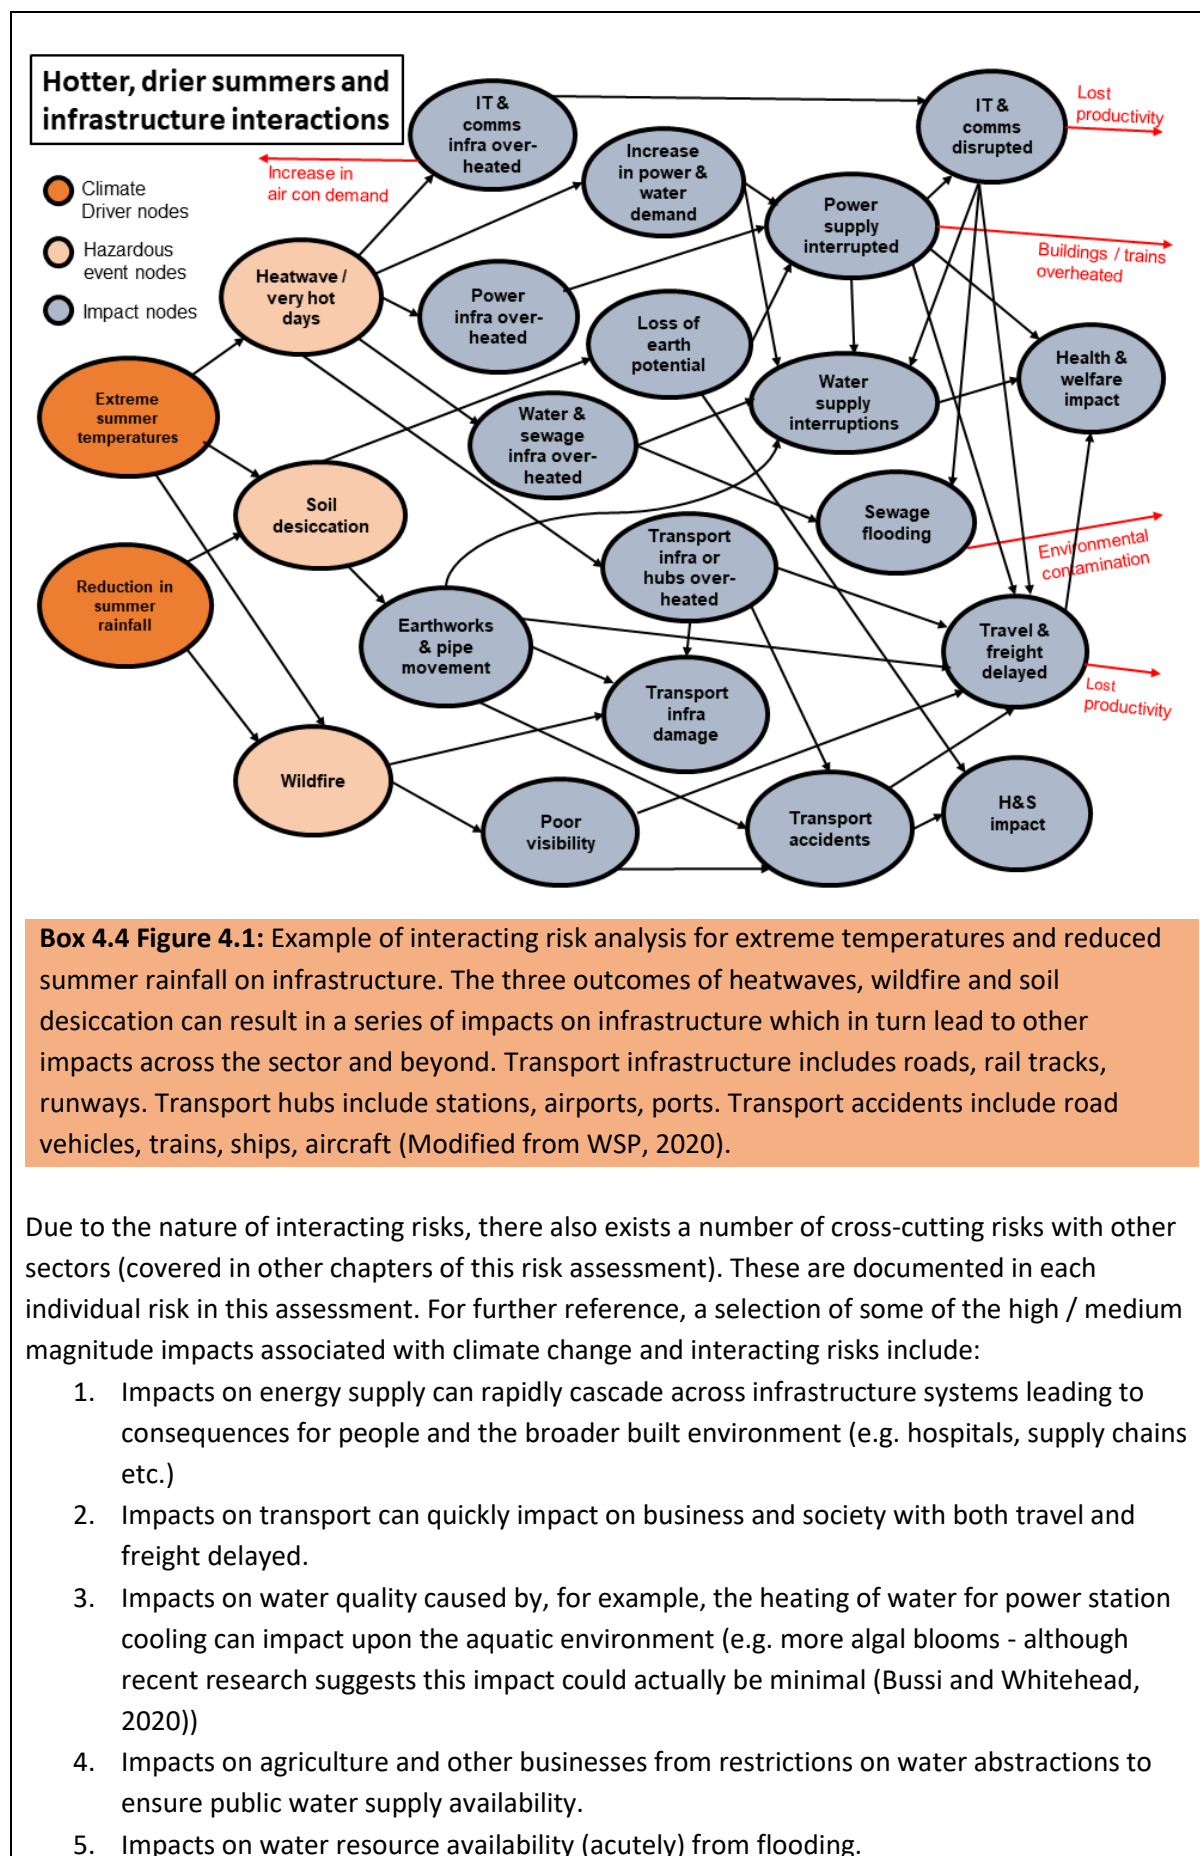 Hotter, drier summers and
infrastructure interactions
Climate
Driver nodes
Hazardous
event nodes
Impact nodes
Increase in
air con demand
IT &
comms
infra over-
heated
Increase
in power &
water
demand
IT &
comms
disrupted
Lost
productivity
Power
supply
interrupted
Buildings / trains
overheated
Heatwave /
very hot
days
Power
infra over-
heated
Loss of
earth
potential
Health &
welfare
impact
Extreme
summer
temperatures
Water &
sewage
infra over-
heated
Water
supply
interruptions
Soil
desiccation
Sewage
flooding
Environmental
contamination
Transport
infra or
hubs over-
heated
Reduction in
summer
rainfall
Earthworks
& pipe
movement
Travel &
freight
delayed
Lost
productivity
Transport
infra
damage
Wildfire
Poor
visibility
Transport
accidents
H&S
impact
Box 4.4 Figure 4.1: Example of interacting risk analysis for extreme temperatures and reduced
summer rainfall on infrastructure. The three outcomes of heatwaves, wildfire and soil
desiccation can result in a series of impacts on infrastructure which in turn lead to other
impacts across the sector and beyond. Transport infrastructure includes roads, rail tracks,
runways. Transport hubs include stations, airports, ports. Transport accidents include road
vehicles, trains, ships, aircraft (Modified from WSP, 2020).
Due to the nature of interacting risks, there also exists a number of cross-cutting risks with other
sectors (covered in other chapters of this risk assessment). These are documented in each
individual risk in this assessment. For further reference, a selection of some of the high / medium
magnitude impacts associated with climate change and interacting risks include:
1. Impacts on energy supply can rapidly cascade across infrastructure systems leading to
consequences for people and the broader built environment (e.g. hospitals, supply chains
etc.)
2. Impacts on transport can quickly impact on business and society with both travel and
freight delayed.
3. Impacts on water quality caused by, for example, the heating of water for power station
cooling can impact upon the aquatic environment (e.g. more algal blooms - although
recent research suggests this impact could actually be minimal (Bussi and Whitehead,
2020))
4. Impacts on agriculture and other businesses from restrictions on water abstractions to
ensure public water supply availability.
5. Impacts on water resource availability (acutely) from flooding.